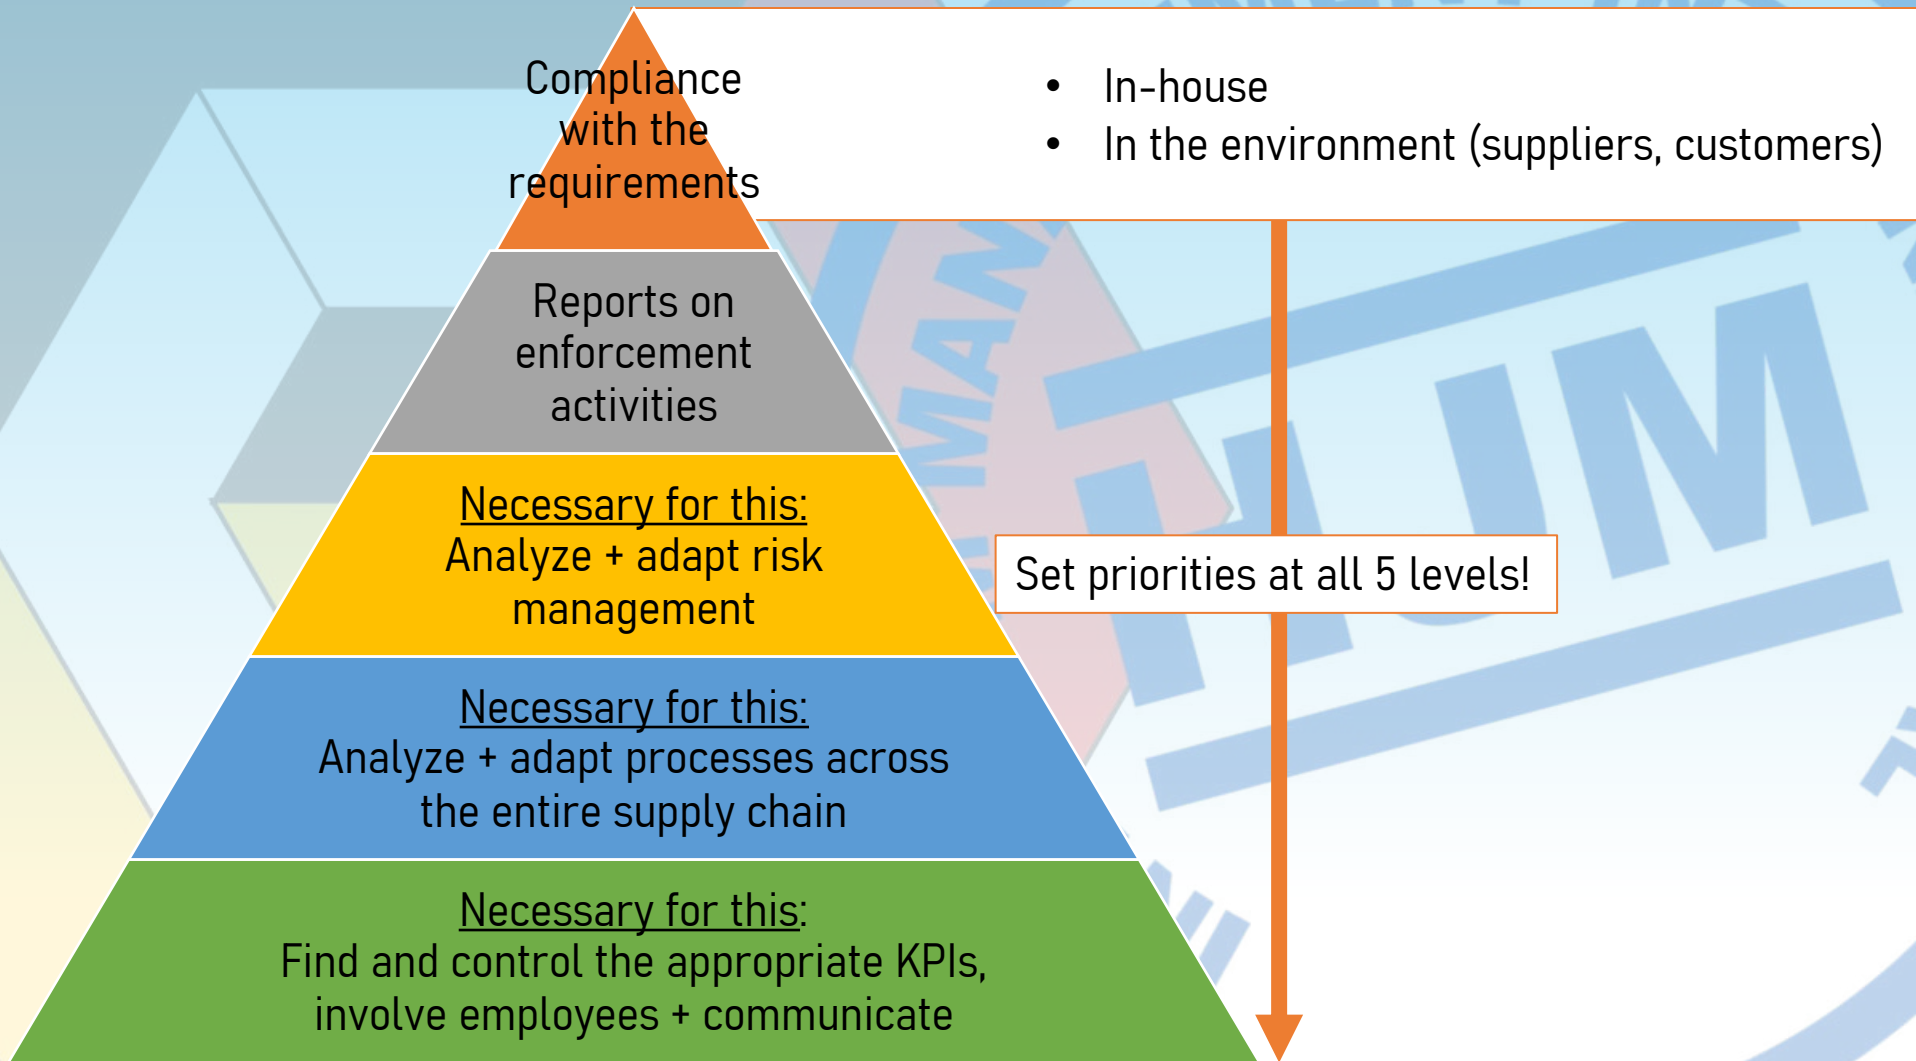 Compliance
with the
requirements
• In-house
• In the environment (suppliers, customers)
Reports on
enforcement
activities
Necessary for this:
Analyze + adapt risk
management
Set priorities at all 5 levels!
Necessary for this:
Analyze + adapt processes across
the entire supply chain
Necessary for this:
Find and control the appropriate KPIs,
involve employees + communicate